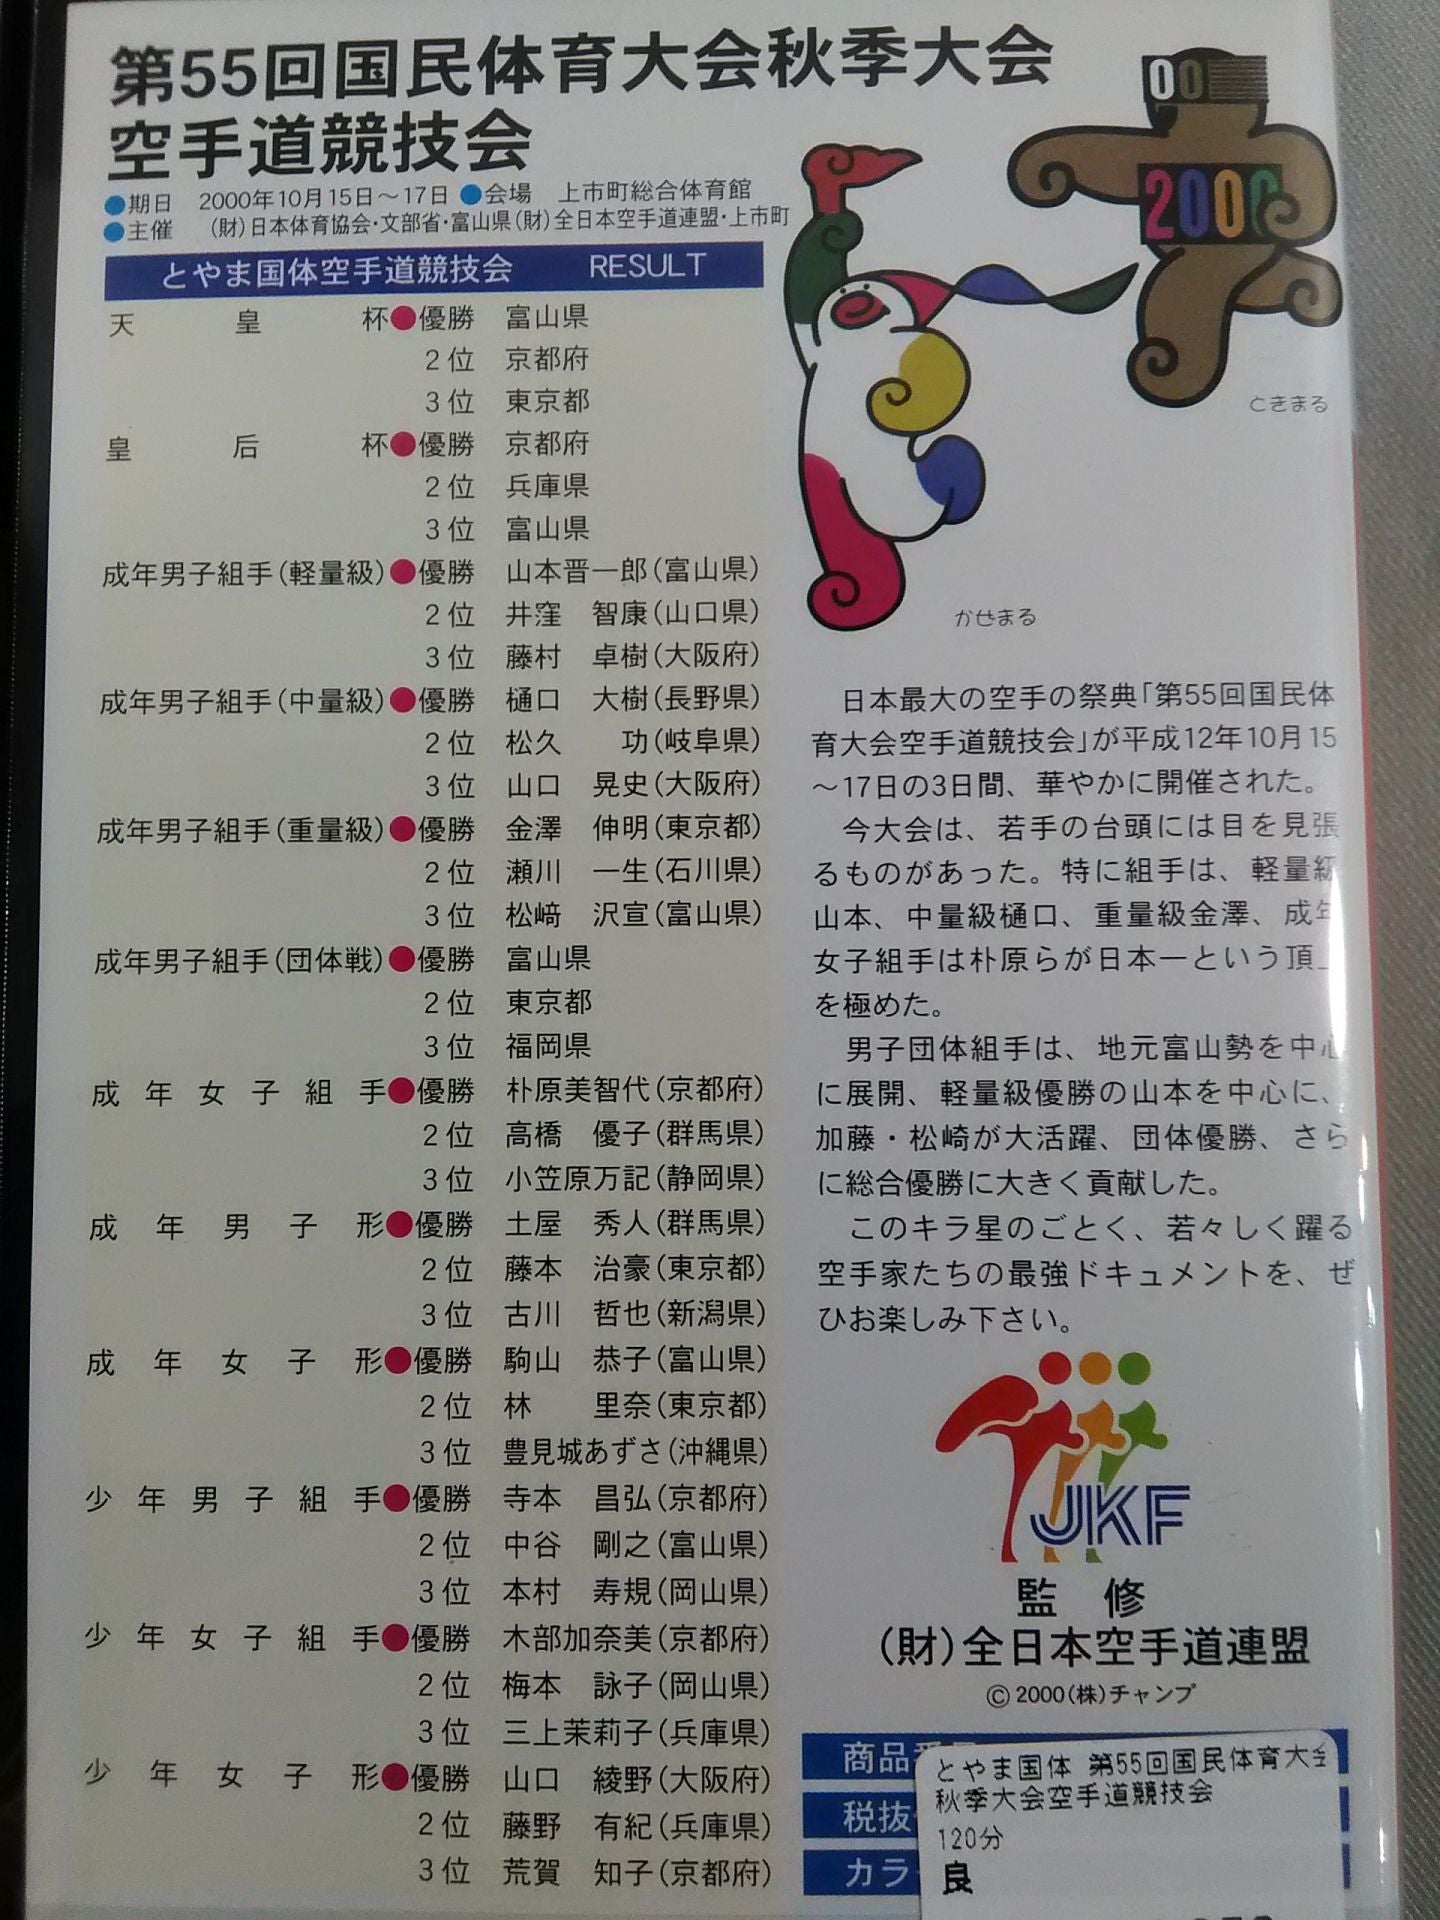 第55回国民体育大会秋季大会
空手道競技会
●期日 2000年10月15日～17日 ●会場 上市町総合体育館
●主催 (財)日本体育協会・文部省・富山県(財)全日本空手道連盟・上市町
とやま国体空手道競技会 RESULT
天皇杯●優勝 富山県
2位 京都府
3位 東京都
皇后杯●優勝 京都府
2位 兵庫県
3位 富山県
成年男子組手(軽量級)●優勝 山本晋一郎(富山県)
2位 井窪 智康(山口県)
3位 藤村 卓樹(大阪府)
成年男子組手(中量級)●優勝 樋口 大樹(長野県)
2位 松久 功(岐阜県)
3位 山口 晃史(大阪府)
成年男子組手(重量級)●優勝 金澤 伸明(東京都)
2位 瀬川 一生(石川県)
3位 松﨑 沢宣(富山県)
成年男子組手(団体戦)●優勝 富山県
2位 東京都
3位 福岡県
成年女子組手●優勝 朴原美智代(京都府)
2位 高橋 優子(群馬県)
3位 小笠原万記(静岡県)
成年男子形●優勝 土屋 秀人(群馬県)
2位 藤本 治豪(東京都)
3位 古川 哲也(新潟県)
成年女子形●優勝 駒山 恭子(富山県)
2位 林 里奈(東京都)
3位 豊見城あずさ(沖縄県)
少年男子組手●優勝 寺本 昌弘(京都府)
2位 中谷 剛之(富山県)
3位 本村 寿規(岡山県)
少年女子組手●優勝 木部加奈美(京都府)
2位 梅本 詠子(岡山県)
3位 三上茉莉子(兵庫県)
少年女子形●優勝 山口 綾野(大阪府)
2位 藤野 有紀(兵庫県)
3位 荒賀 知子(京都府)
00
2000
ときまる
かぜまる
日本最大の空手の祭典「第55回国民体
育大会空手道競技会」が平成12年10月15
～17日の3日間、華やかに開催された。
今大会は、若手の台頭には目を見張
るものがあった。特に組手は、軽量級
山本、中量級樋口、重量級金澤、成年
女子組手は朴原らが日本一という頂上
を極めた。
男子団体組手は、地元富山勢を中心
に展開、軽量級優勝の山本を中心に、
加藤・松崎が大活躍、団体優勝、さら
に総合優勝に大きく貢献した。
このキラ星のごとく、若々しく躍る
空手家たちの最強ドキュメントを、ぜ
ひお楽しみ下さい。
JKF
監修
(財)全日本空手道連盟
©2000(株)チャンプ
商品
税抜
カラ
とやま国体 第55回国民体育大会
秋季大会空手道競技会
120分
良